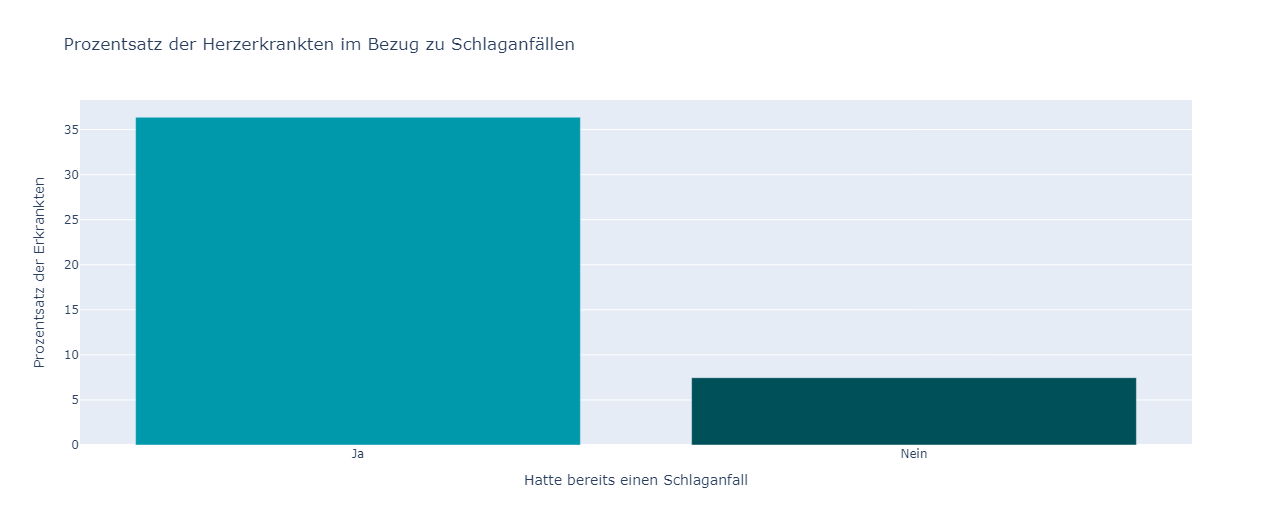 Prozentsatz der Herzerkrankten im Bezug zu Schlaganfällen
Prozentsatz der Erkrankten
35
30
25
20
15
10
5
0
Ja
Nein
Hatte bereits einen Schlaganfall